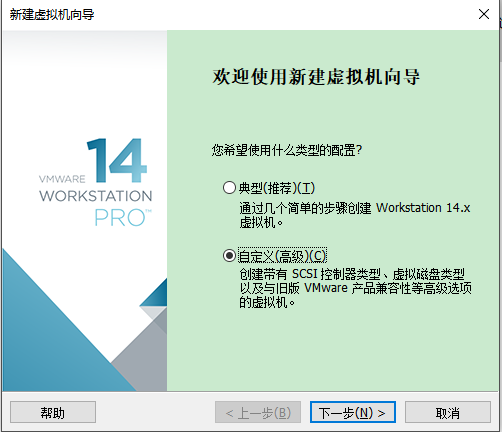 新建虚拟机向导
欢迎使用新建虚拟机向导
14
VMWARE
WORKSTATION
PRO™
您希望使用什么类型的配置?
典型(推荐)(T)
通过几个简单的步骤创建 Workstation 14.x
虚拟机。
自定义(高级)(C)
创建带有 SCSI 控制器类型、虚拟磁盘类型
以及与旧版 VMware 产品兼容性等高级选项
的虚拟机。
帮助
< 上一步(B)
下一步(N) >
取消